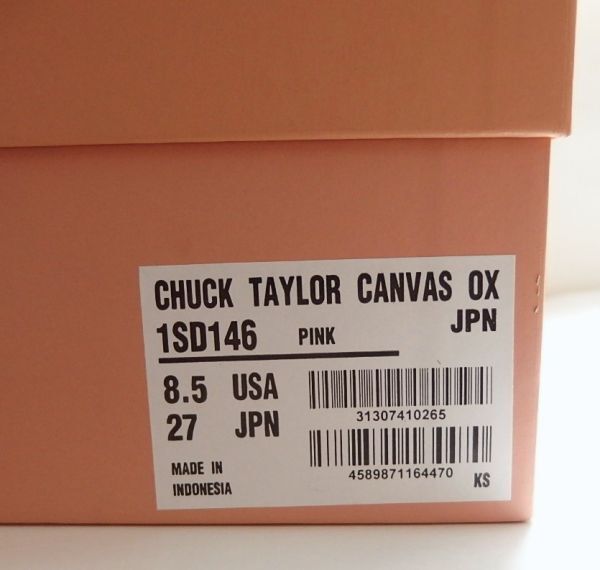 CHUCK TAYLOR CANVAS OX
1SD146 PINK JPN
8.5 USA
27 JPN
31307410265
4589871164470
MADE IN
INDONESIA
KS